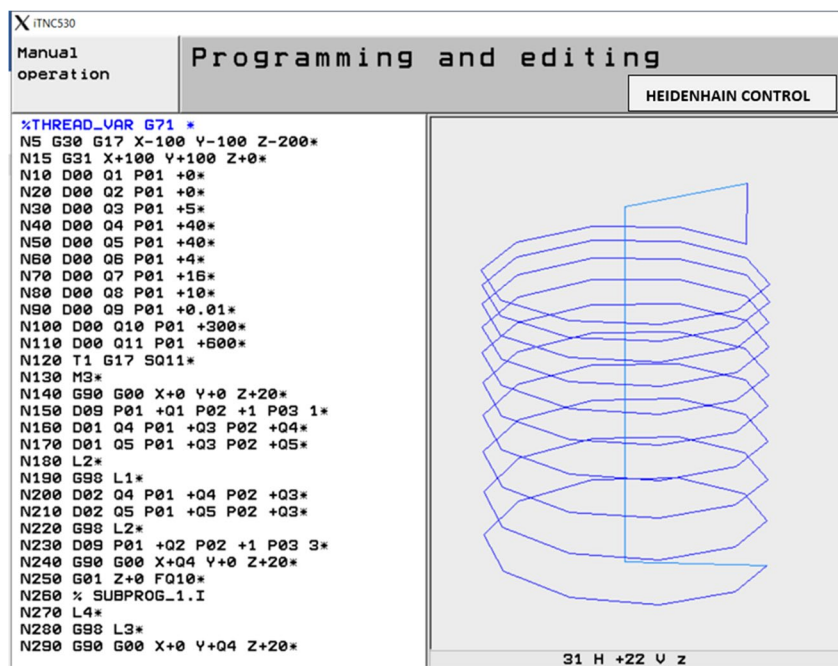 iTNC530
Manual
operation
Programming and editing
HEIDENHAIN CONTROL
%THREAD_VAR G71 *
N5 G30 G17 X-100 Y-100 Z-200*
N15 G31 X+100 Y+100 Z+0*
N10 D00 Q1 P01 +0*
N20 D00 Q2 P01 +0*
N30 D00 Q3 P01 +5*
N40 D00 Q4 P01 +40*
N50 D00 Q5 P01 +40*
N60 D00 Q6 P01 +4*
N70 D00 Q7 P01 +16*
N80 D00 Q8 P01 +10*
N90 D00 Q9 P01 +0.01*
N100 D00 Q10 P01 +300*
N110 D00 Q11 P01 +600*
N120 T1 G17 SQ11*
N130 M3*
N140 G90 G00 X+0 Y+0 Z+20*
N150 D09 P01 +Q1 P02 +1 P03 1*
N160 D01 Q4 P01 +Q3 P02 +Q4*
N170 D01 Q5 P01 +Q3 P02 +Q5*
N180 L2*
N190 G98 L1*
N200 D02 Q4 P01 +Q4 P02 +Q3*
N210 D02 Q5 P01 +Q5 P02 +Q3*
N220 G98 L2*
N230 D09 P01 +Q2 P02 +1 P03 3*
N240 G90 G00 X+Q4 Y+0 Z+20*
N250 G01 Z+0 FQ10*
N260 % SUBPROG_1.I
N270 L4*
N280 G98 L3*
N290 G90 G00 X+0 Y+Q4 Z+20*
31 H +22 V z